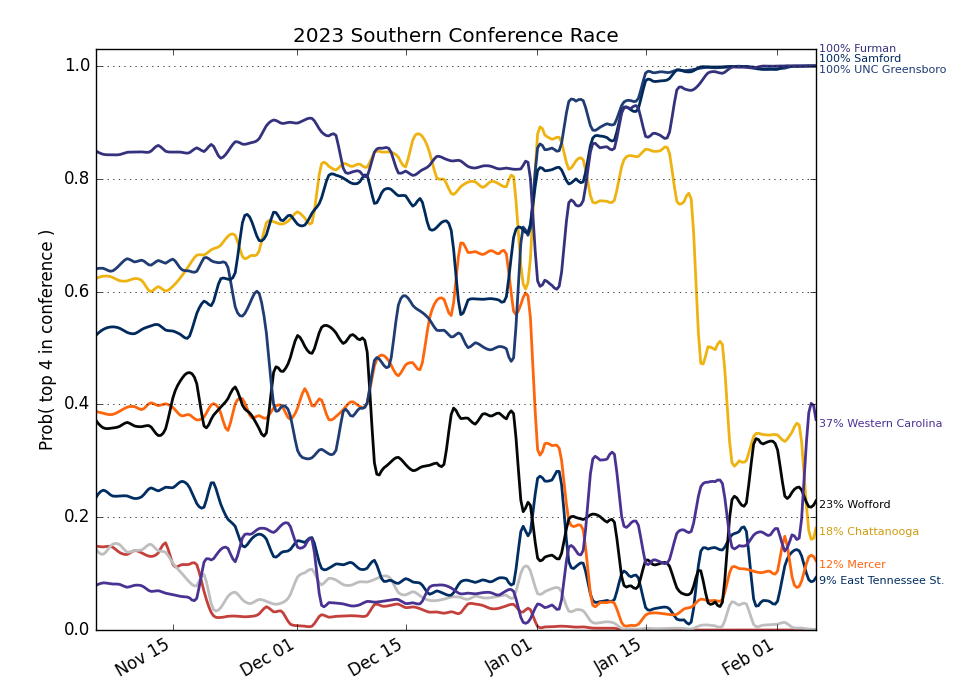 2023 Southern Conference Race
100% Furman
100% Samford
100% UNC Greensboro
1.0
0.8
0.6
0.4
0.2
0.0
Prob( top 4 in conference )
37% Western Carolina
23% Wofford
18% Chattanooga
12% Mercer
9% East Tennessee St.
Nov 15
Dec 01
Dec 15
Jan 01
Jan 15
Feb 01